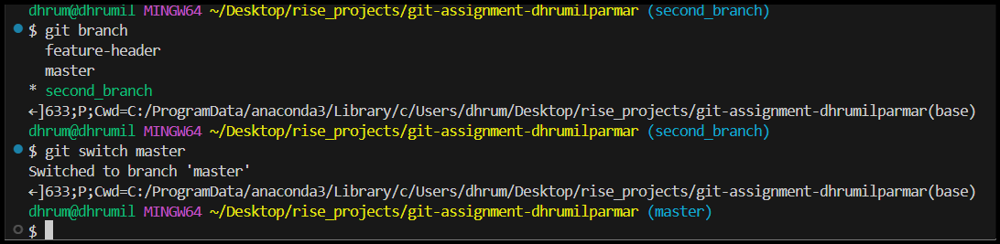 dhrum@dhrumil MINGW64 ~/Desktop/rise_projects/git-assignment-dhrumilparmar (second_branch)
$ git branch
  feature-header
  master
* second_branch
←]633;P;Cwd=C:/ProgramData/anaconda3/Library/c/Users/dhrum/Desktop/rise_projects/git-assignment-dhrumilparmar(base)
dhrum@dhrumil MINGW64 ~/Desktop/rise_projects/git-assignment-dhrumilparmar (second_branch)
$ git switch master
Switched to branch 'master'
←]633;P;Cwd=C:/ProgramData/anaconda3/Library/c/Users/dhrum/Desktop/rise_projects/git-assignment-dhrumilparmar(base)
dhrum@dhrumil MINGW64 ~/Desktop/rise_projects/git-assignment-dhrumilparmar (master)
$